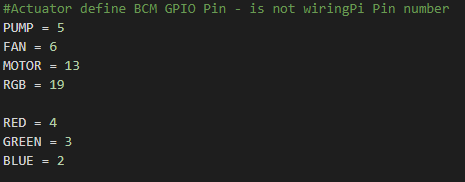 #Actuator define BCM GPIO Pin - is not wiringPi Pin number
PUMP = 5
FAN = 6
MOTOR = 13
RGB = 19
RED = 4
GREEN = 3
BLUE = 2